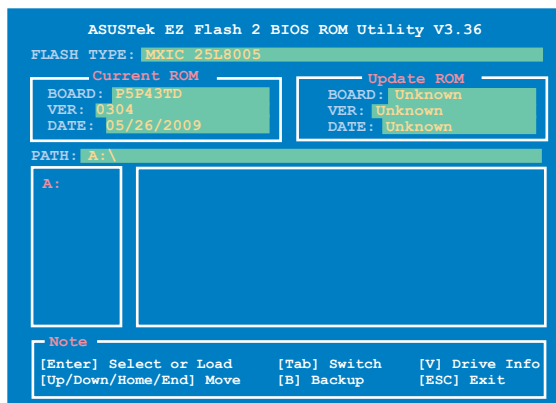 ASUSTek EZ Flash 2 BIOS ROM Utility V3.36
FLASH TYPE: MXIC 25L8005
Current ROM
BOARD: P5P43TD
VER: 0304
DATE: 05/26/2009
Update ROM
BOARD: Unknown
VER: Unknown
DATE: Unknown
PATH: A:\
A:
Note
[Enter] Select or Load [Tab] Switch [V] Drive Info
[Up/Down/Home/End] Move [B] Backup [ESC] Exit